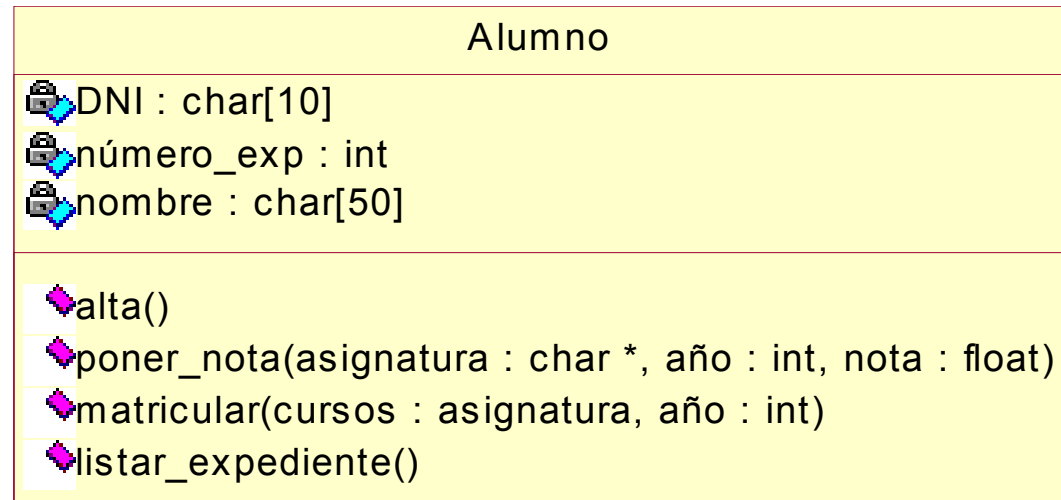 Alumno
DNI : char[10]
número_exp : int
nombre : char[50]
alta()
poner_nota(asignatura : char *, año : int, nota : float)
matricular(cursos : asignatura, año : int)
listar_expediente()